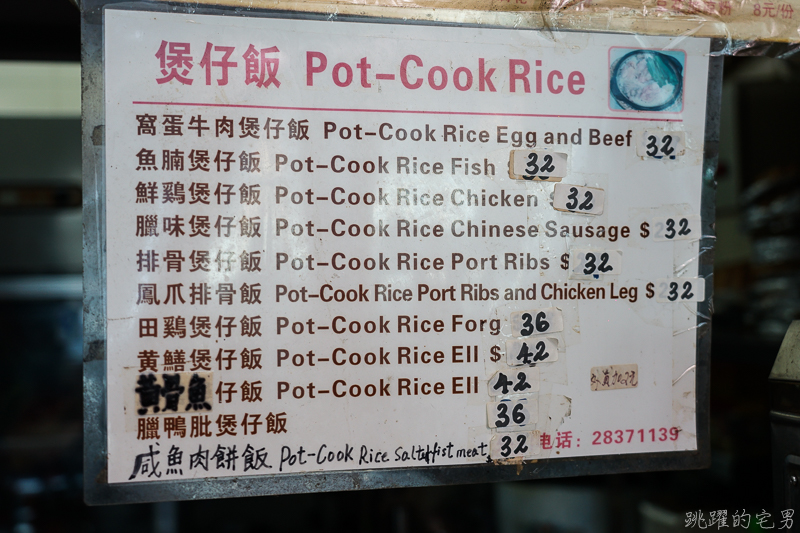 8元/份
煲仔飯 Pot-Cook Rice
窩蛋牛肉煲仔飯 Pot-Cook Rice Egg and Beef 32
魚腩煲仔飯 Pot-Cook Rice Fish 32
鮮鷄煲仔飯 Pot-Cook Rice Chicken 32
臘味煲仔飯 Pot-Cook Rice Chinese Sausage $ 32
排骨煲仔飯 Pot-Cook Rice Port Ribs $ 32
鳳爪排骨飯 Pot-Cook Rice Port Ribs and Chicken Leg $ 32
田鷄煲仔飯 Pot-Cook Rice Forg 36
黃鱔煲仔飯 Pot-Cook Rice Ell $ 42
黃骨魚仔飯 Pot-Cook Rice Ell 42
臘鴨肶煲仔飯 36
咸魚肉餅飯 Pot-Cook Rice Salt fist meat 32
电话：28371139
跳躍的宅男